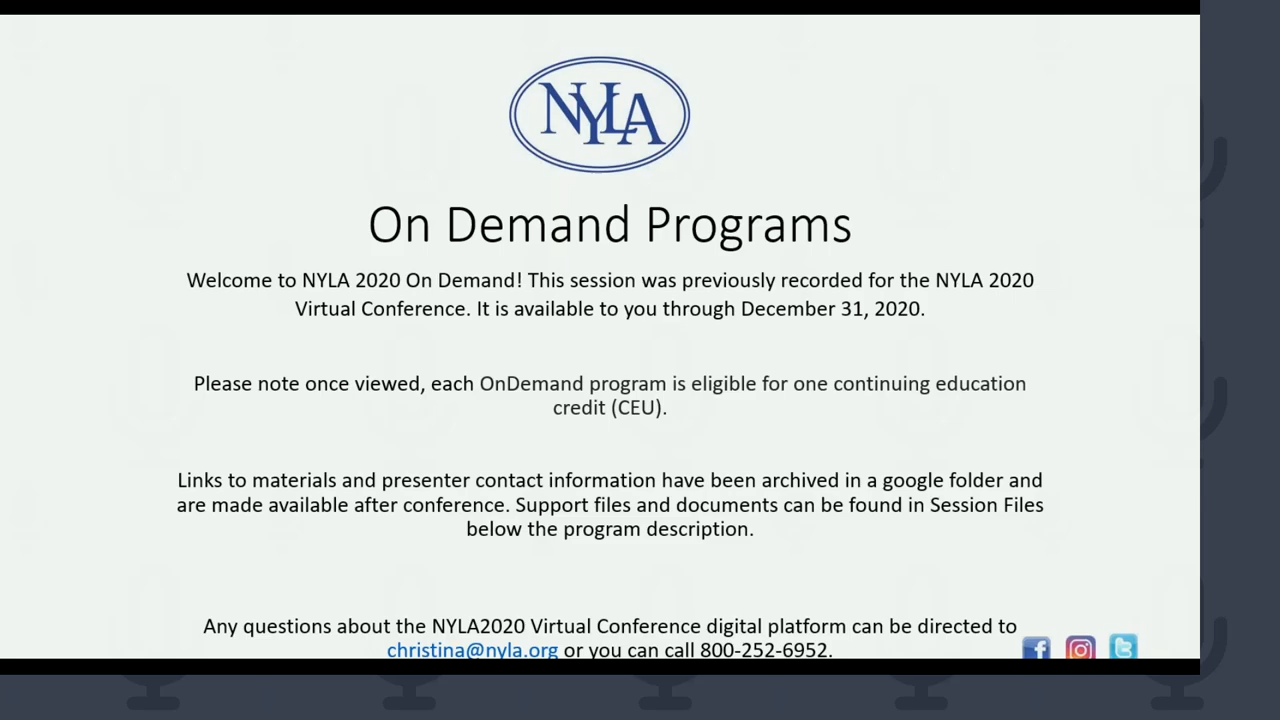 NYLA
On Demand Programs
Welcome to NYLA 2020 On Demand! This session was previously recorded for the NYLA 2020
Virtual Conference. It is available to you through December 31, 2020.
Please note once viewed, each OnDemand program is eligible for one continuing education
credit (CEU).
Links to materials and presenter contact information have been archived in a google folder and
are made available after conference. Support files and documents can be found in Session Files
below the program description.
Any questions about the NYLA2020 Virtual Conference digital platform can be directed to
christina@nyla.org or you can call 800-252-6952.